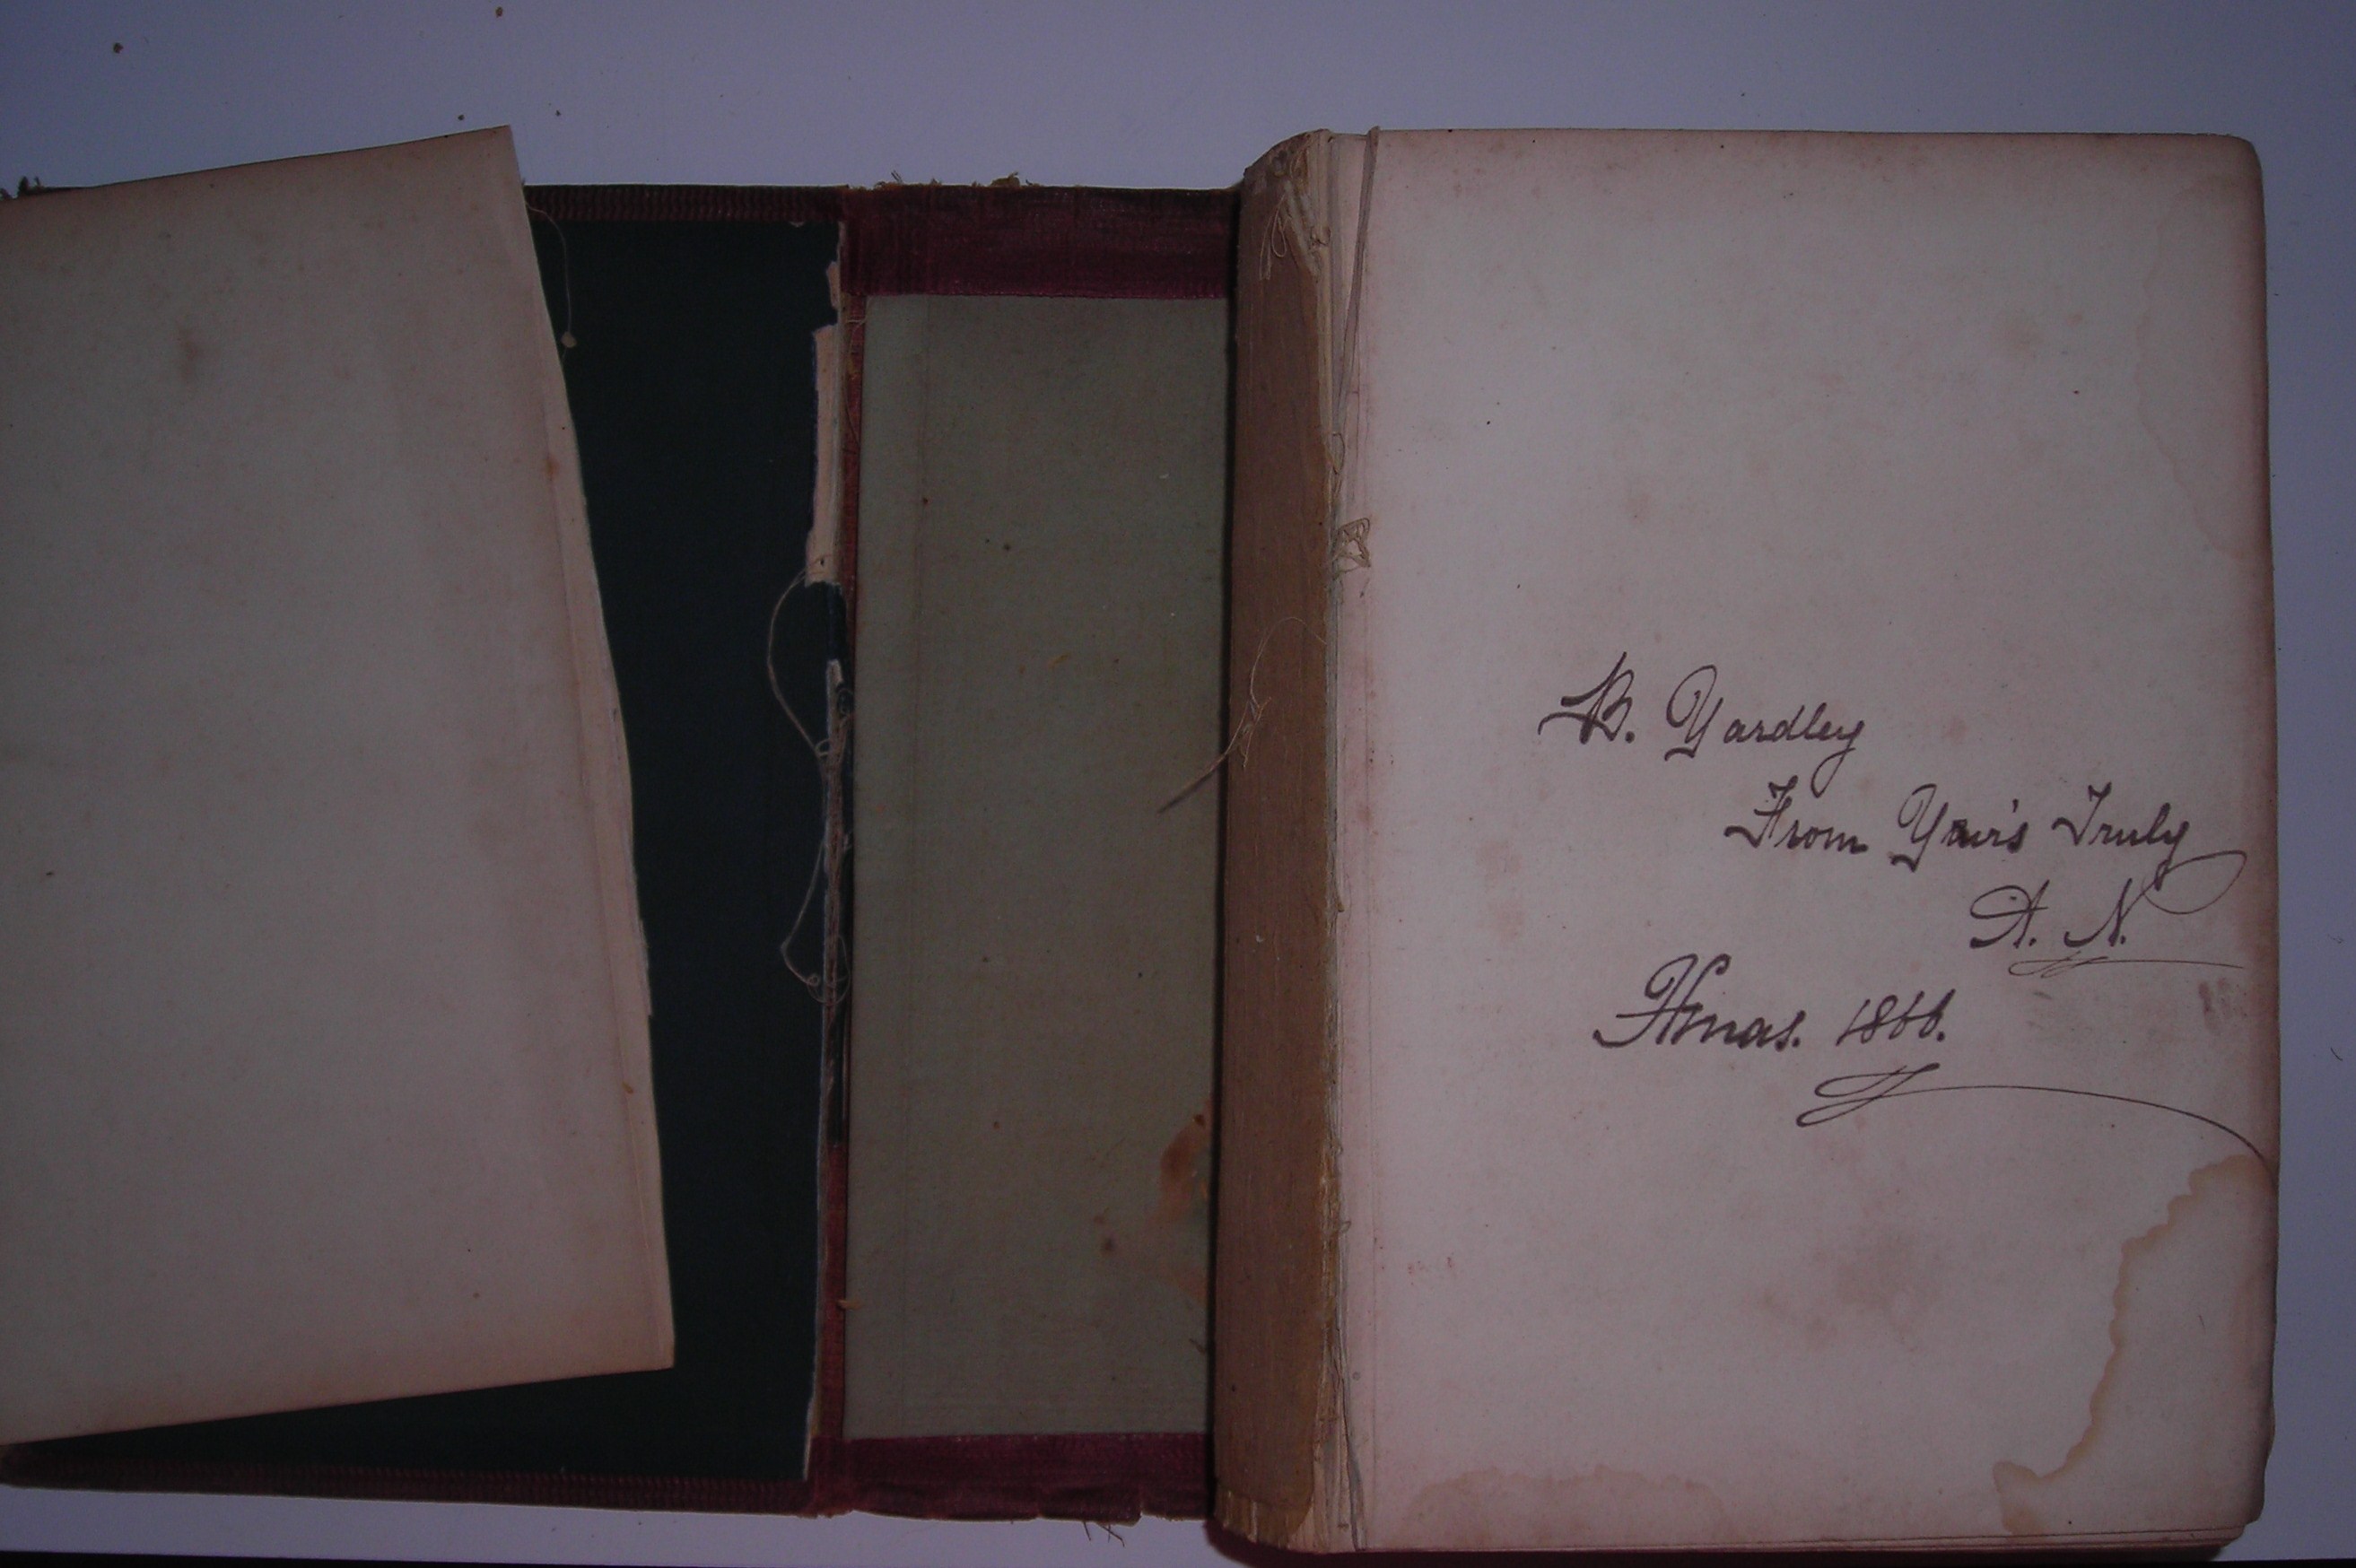 B. Yardley
From Your's Truly
A. N.
Xmas. 1866.